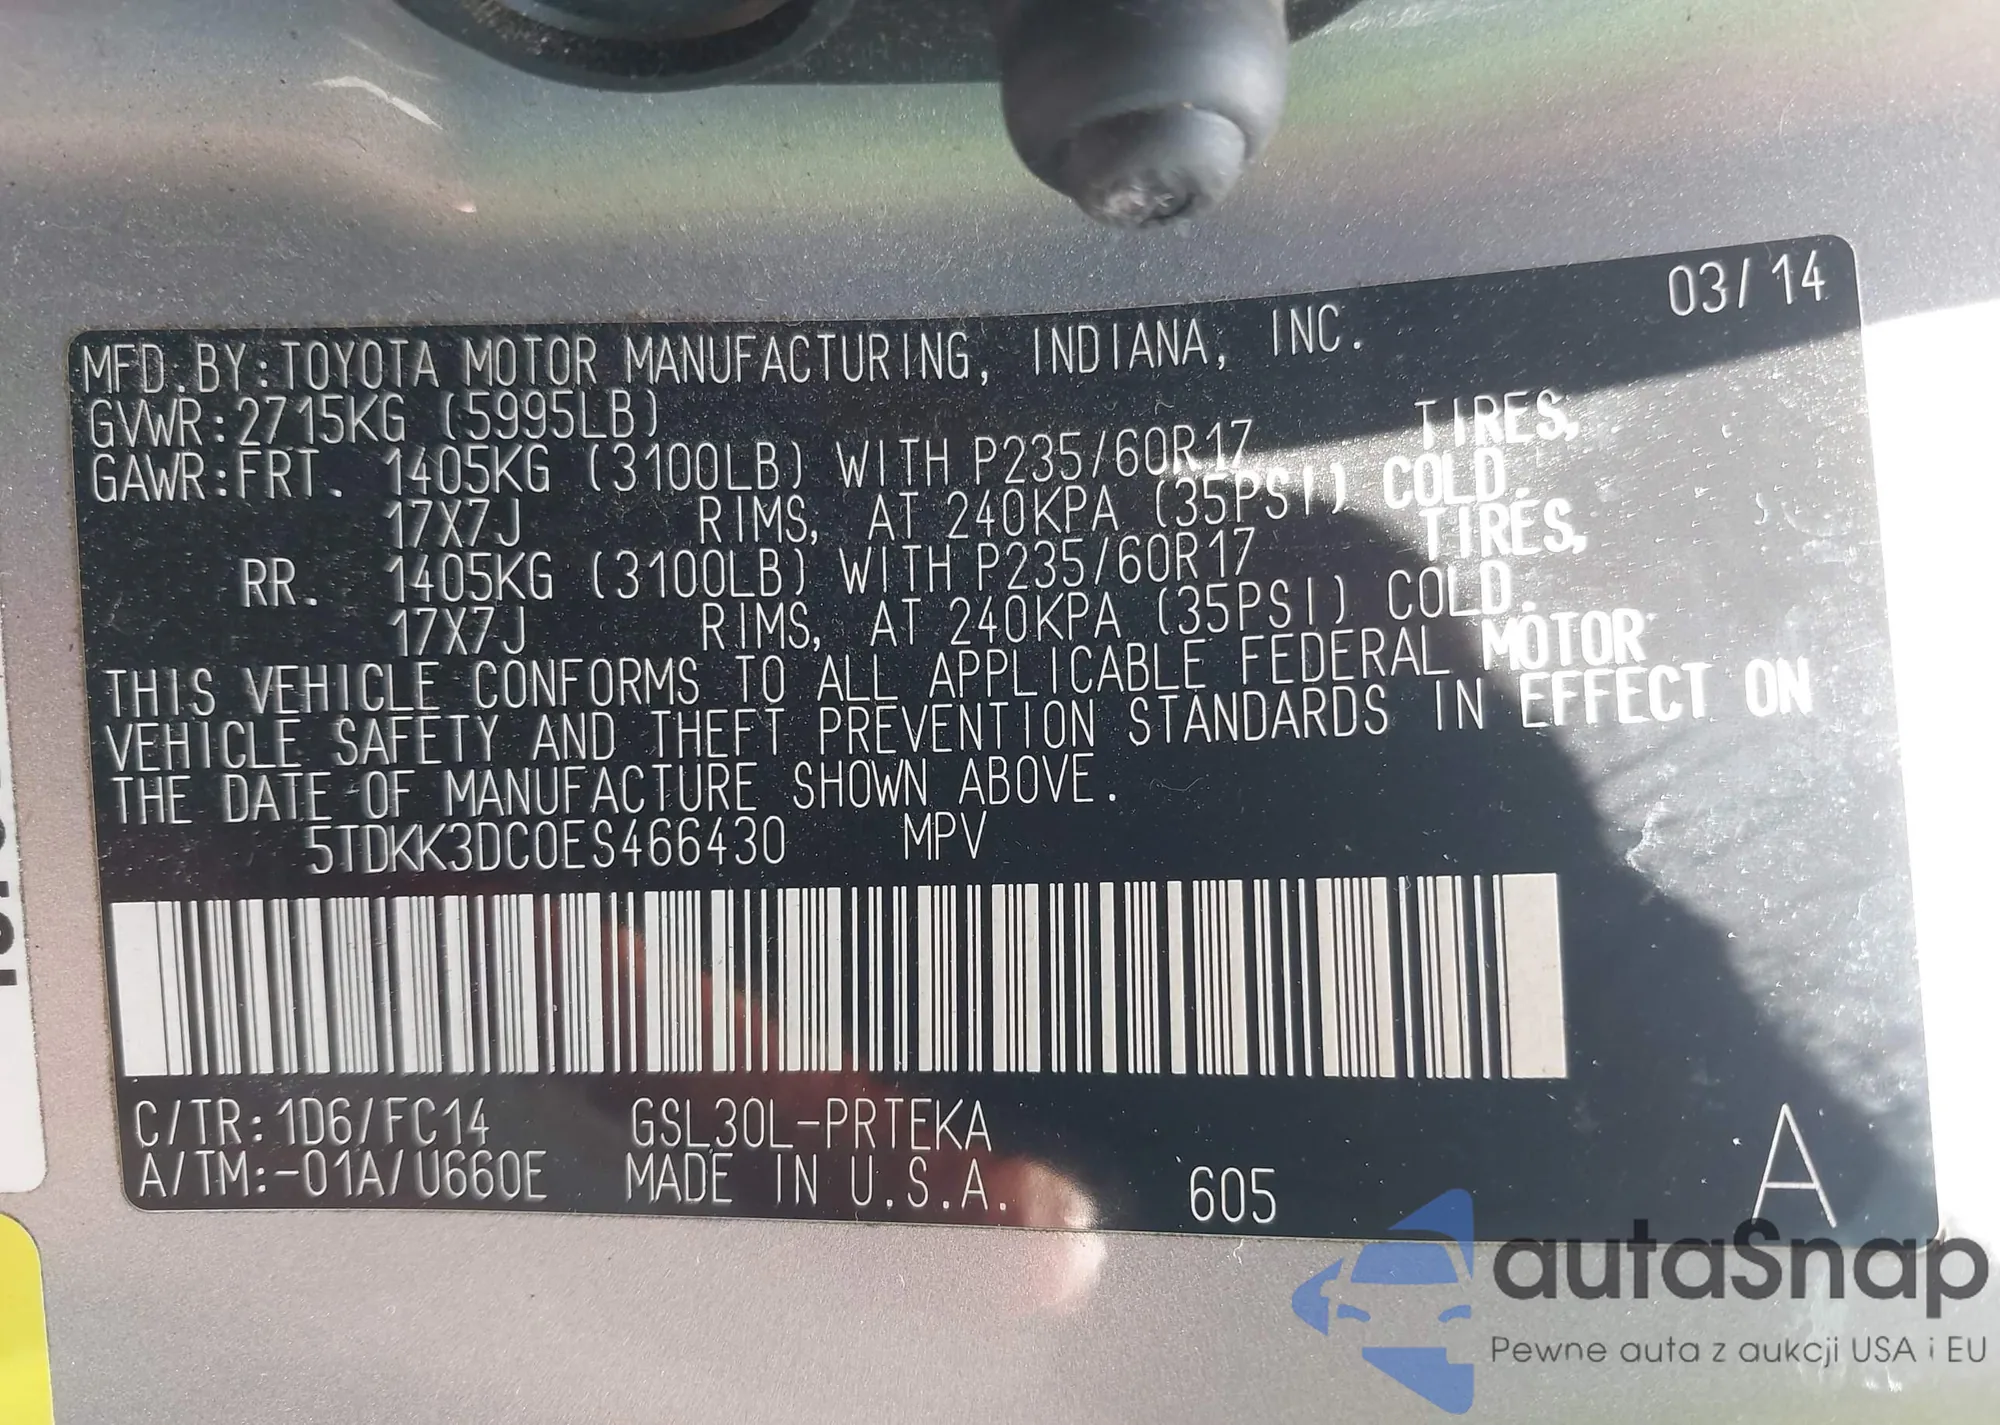 03/14
MFD.BY:TOYOTA MOTOR MANUFACTURING, INDIANA, INC.
GVWR:2715KG (5995LB)
GAWR:FRT. 1405KG (3100LB) WITH P235/60R17 TIRES,
17X7J RIMS, AT 240KPA (35PSI) COLD.
RR. 1405KG (3100LB) WITH P235/60R17 TIRES,
17X7J RIMS, AT 240KPA (35PSI) COLD.
THIS VEHICLE CONFORMS TO ALL APPLICABLE FEDERAL MOTOR
VEHICLE SAFETY AND THEFT PREVENTION STANDARDS IN EFFECT ON
THE DATE OF MANUFACTURE SHOWN ABOVE.
5TDKK3DC0ES466430 MPV
C/TR:1D6/FC14 GSL30L-PRTEKA
A/TM:-01A/U660E MADE IN U.S.A. 605 A
autaSnap
Pewne auta z aukcji USA i EU